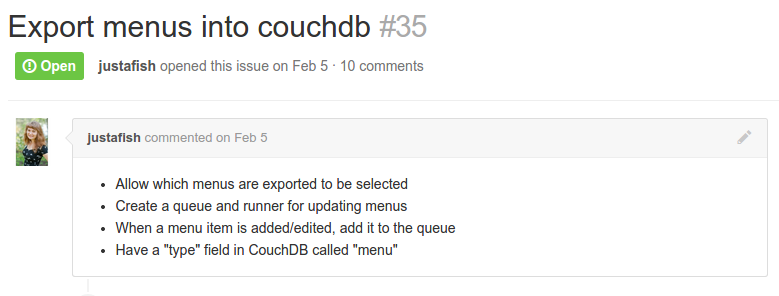 Export menus into couchdb #35
Open justafish opened this issue on Feb 5 · 10 comments
justafish commented on Feb 5
• Allow which menus are exported to be selected
• Create a queue and runner for updating menus
• When a menu item is added/edited, add it to the queue
• Have a "type" field in CouchDB called "menu"